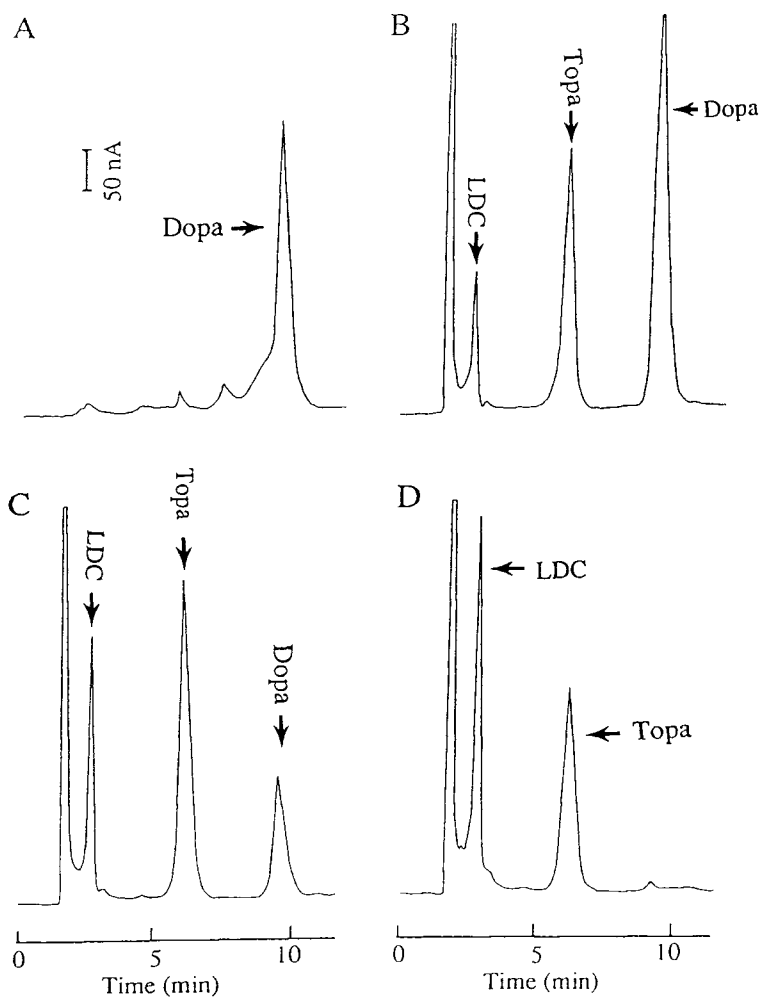 A
50 nA
Dopa
B
LDC
Topa
Dopa
C
LDC
Topa
Dopa
0 5 10
Time (min)
D
LDC
Topa
0 5 10
Time (min)